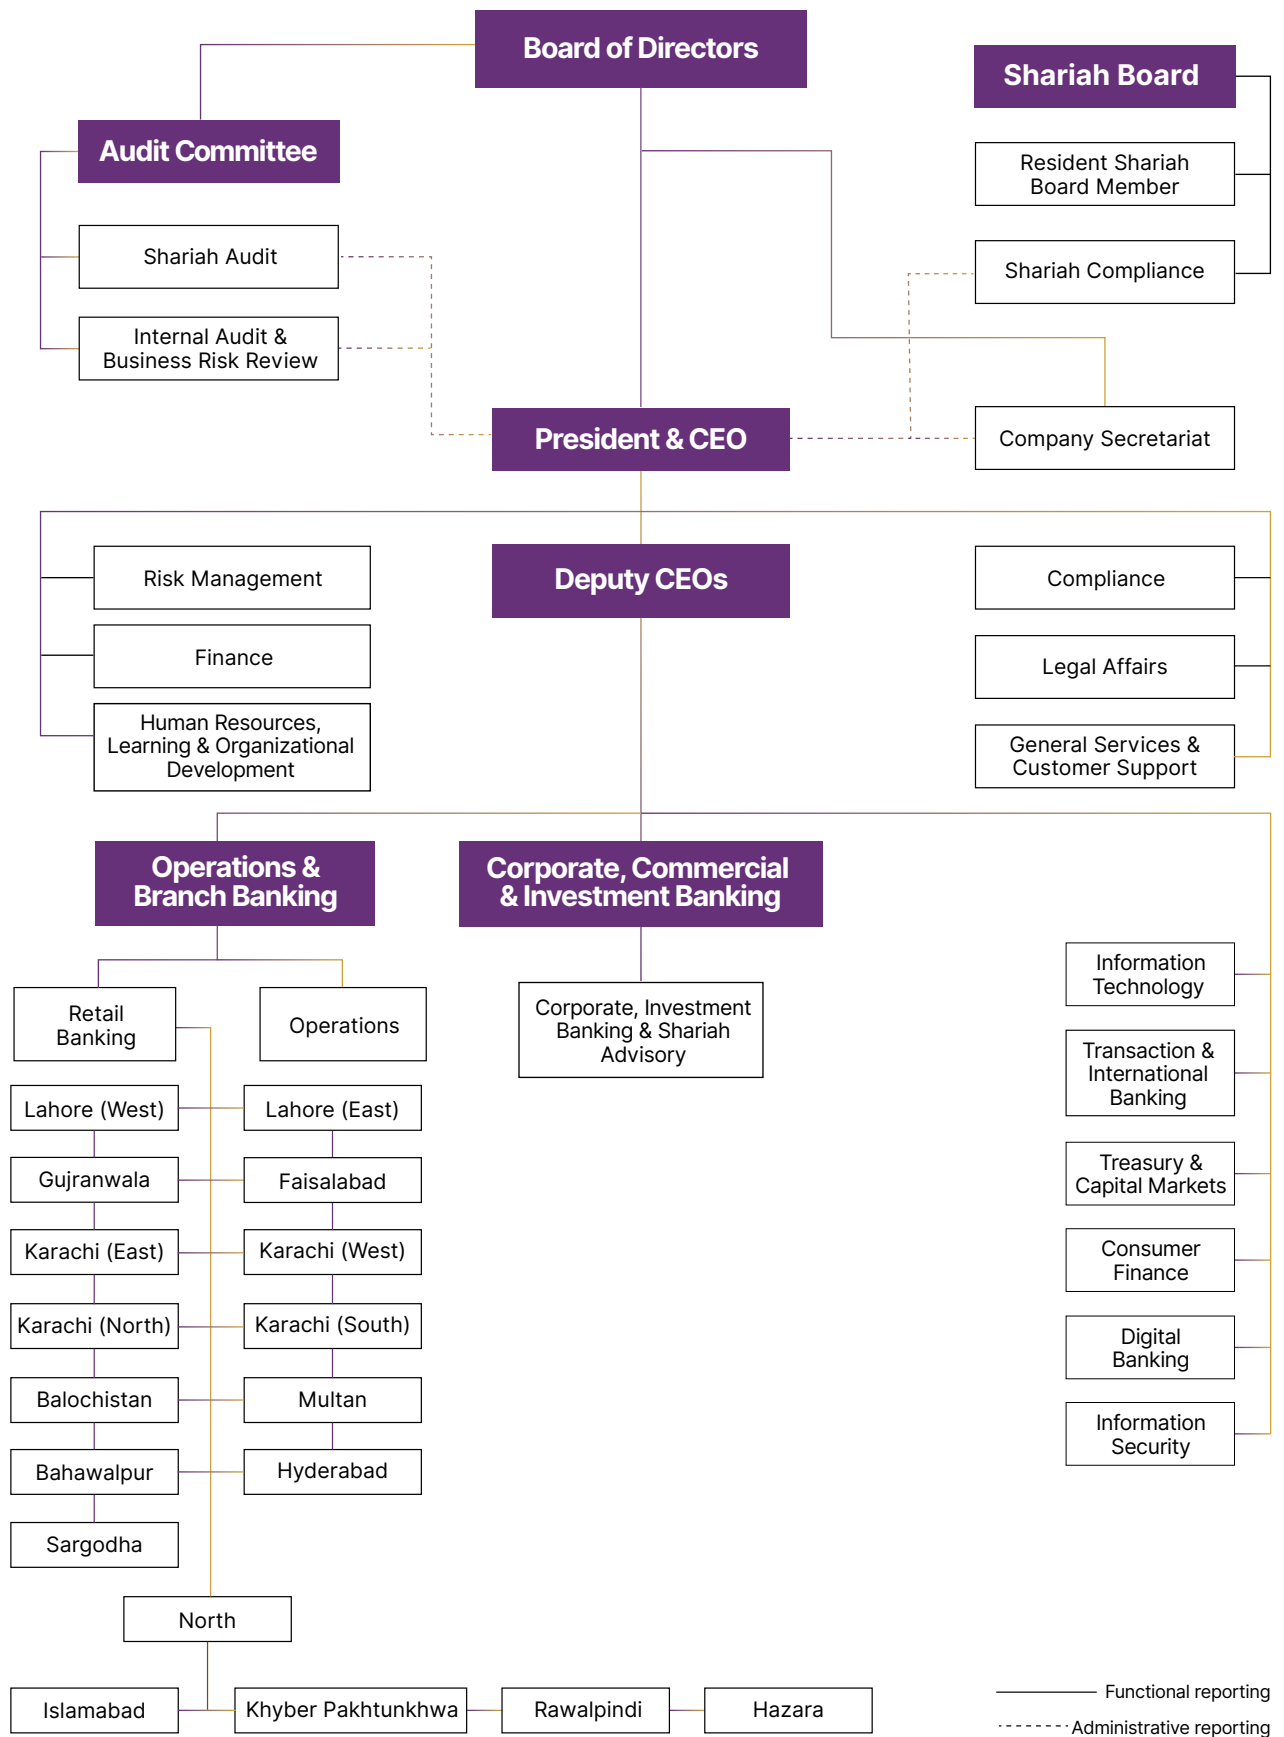 Board of Directors
Shariah Board
Audit Committee
Resident Shariah
Board Member
Shariah Audit
Shariah Compliance
Internal Audit &
Business Risk Review
President & CEO
Company Secretariat
Risk Management
Deputy CEOs
Compliance
Finance
Legal Affairs
Human Resources,
Learning & Organizational
Development
General Services &
Customer Support
Operations &
Branch Banking
Corporate, Commercial
& Investment Banking
Information
Technology
Retail
Banking
Operations
Corporate, Investment
Banking & Shariah
Advisory
Transaction &
International
Banking
Lahore (West)
Lahore (East)
Gujranwala
Faisalabad
Treasury &
Capital Markets
Karachi (East)
Karachi (West)
Consumer
Finance
Karachi (North)
Karachi (South)
Digital
Banking
Balochistan
Multan
Information
Security
Bahawalpur
Hyderabad
Sargodha
North
Islamabad
Khyber Pakhtunkhwa
Rawalpindi
Hazara
Functional reporting
Administrative reporting